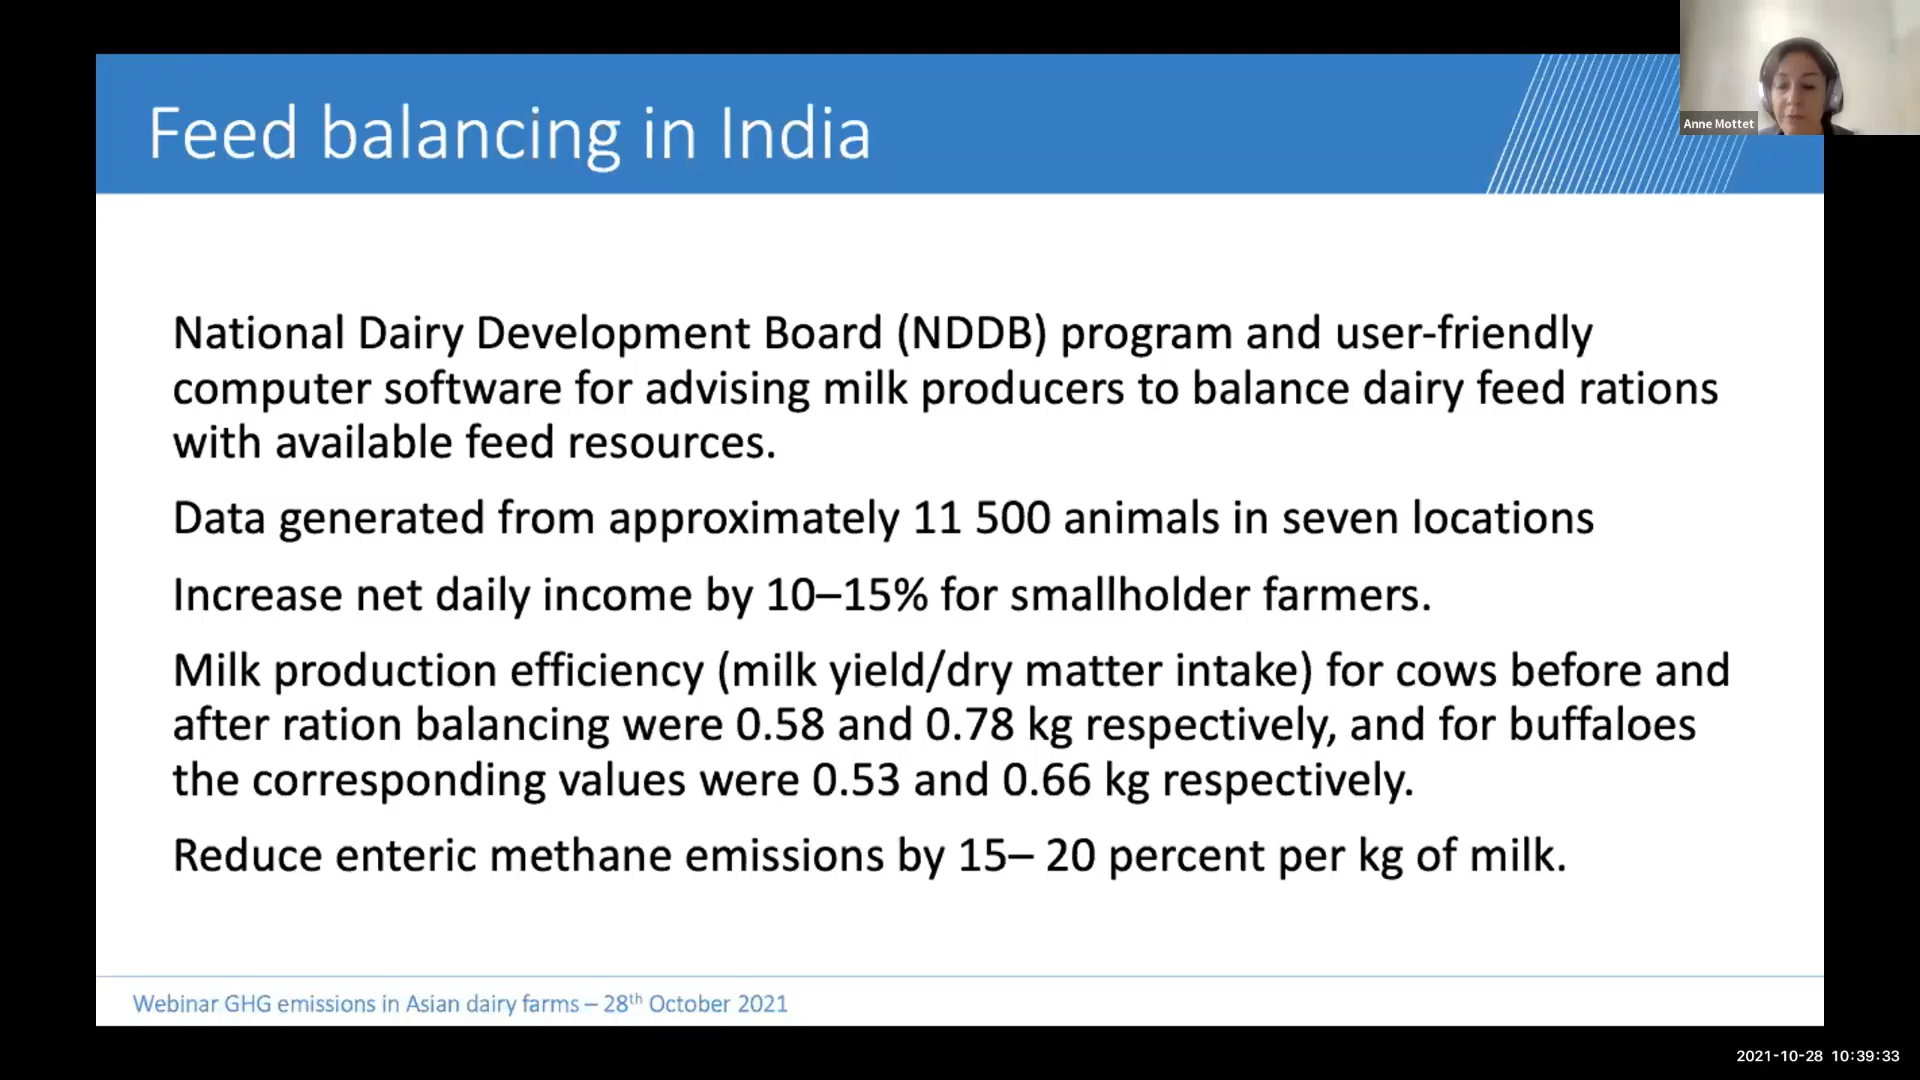 Feed balancing in India
Anne Mottet
National Dairy Development Board (NDDB) program and user-friendly
computer software for advising milk producers to balance dairy feed rations
with available feed resources.
Data generated from approximately 11 500 animals in seven locations
Increase net daily income by 10–15% for smallholder farmers.
Milk production efficiency (milk yield/dry matter intake) for cows before and
after ration balancing were 0.58 and 0.78 kg respectively, and for buffaloes
the corresponding values were 0.53 and 0.66 kg respectively.
Reduce enteric methane emissions by 15– 20 percent per kg of milk.
Webinar GHG emissions in Asian dairy farms – 28th October 2021
2021-10-28 10:39:33